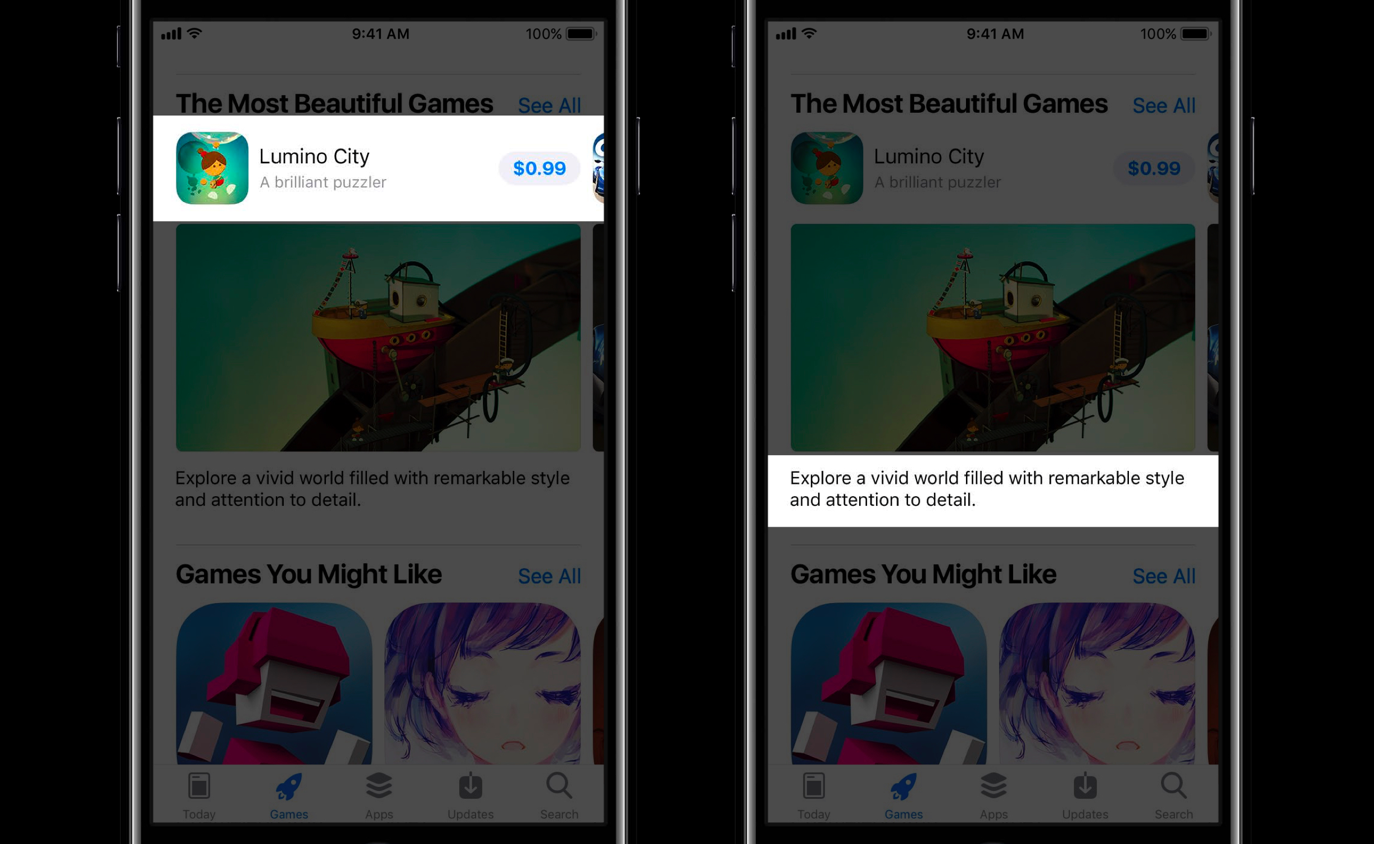 9:41 AM
100%
The Most Beautiful Games
See All
Lumino City
A brilliant puzzler
$0.99
Explore a vivid world filled with remarkable style
and attention to detail.
Games You Might Like
See All
Today
Games
Apps
Updates
Search
9:41 AM
100%
The Most Beautiful Games
See All
Lumino City
A brilliant puzzler
$0.99
Explore a vivid world filled with remarkable style
and attention to detail.
Games You Might Like
See All
Today
Games
Apps
Updates
Search